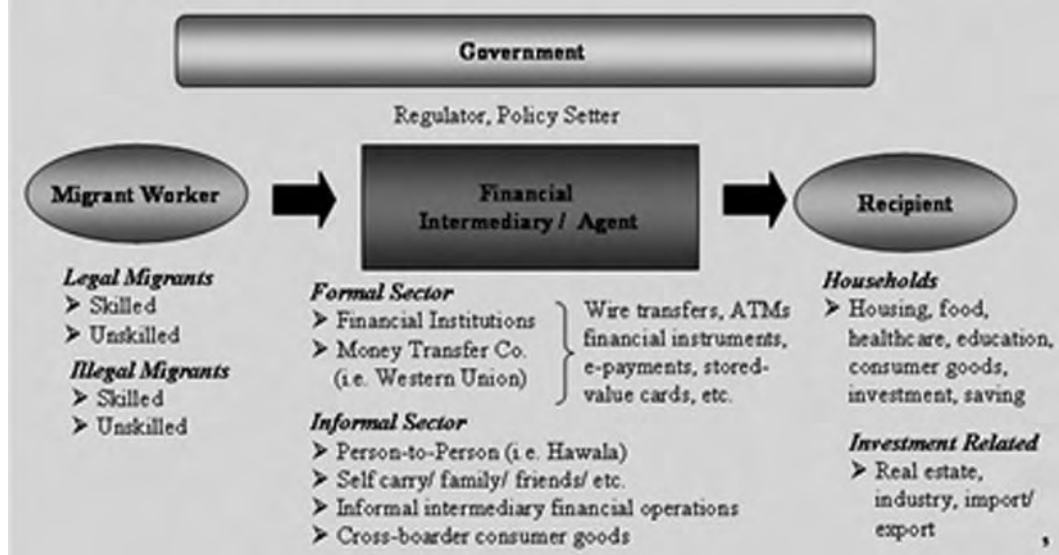 Government
Regulator, Policy Setter
Migrant Worker
Financial
Intermediary / Agent
Recipient
Legal Migrants
➤ Skilled
➤ Unskilled
Illegal Migrants
➤ Skilled
➤ Unskilled
Formal Sector
➤ Financial Institutions
➤ Money Transfer Co.
(i.e. Western Union)
Wire transfers, ATMs
financial instruments,
e-payments, stored-
value cards, etc.
Informal Sector
➤ Person-to-Person (i.e. Hawala)
➤ Self carry/ family/ friends/ etc.
➤ Informal intermediary financial operations
➤ Cross-boarder consumer goods
Households
➤ Housing, food,
healthcare, education,
consumer goods,
investment, saving
Investment Related
➤ Real estate,
industry, import/
export